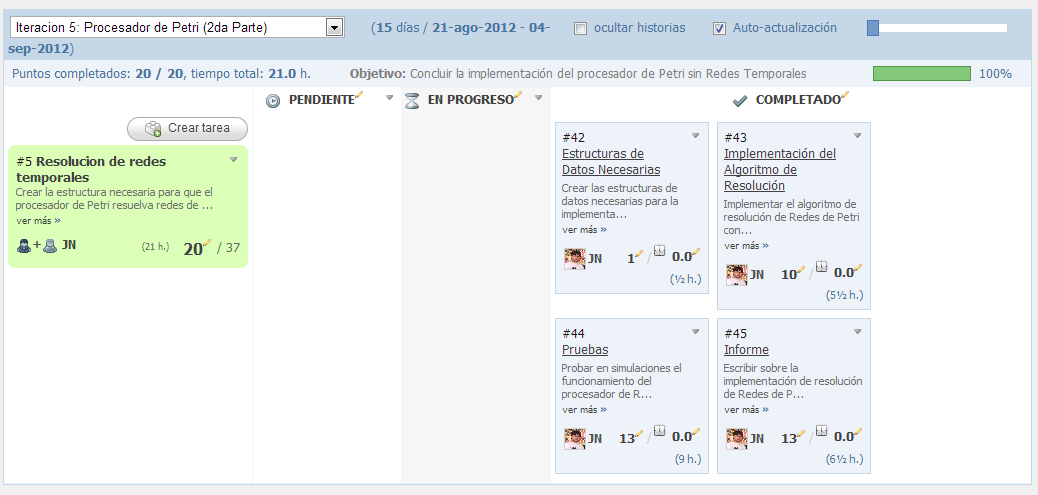 Iteracion 5: Procesador de Petri (2da Parte)
(15 días / 21-ago-2012 - 04-
sep-2012)
ocultar historias
Auto-actualización
Puntos completados: 20 / 20, tiempo total: 21.0 h.
Objetivo: Concluir la implementación del procesador de Petri sin Redes Temporales
100%
PENDIENTE
EN PROGRESO
COMPLETADO
Crear tarea
#5 Resolucion de redes
temporales
Crear la estructura necesaria para que el
procesador de Petri resuelva redes de ...
ver más »
+ JN
(21 h.)
20 / 37
#42
Estructuras de
Datos Necesarias
Crear las estructuras de
datos necesarias para la
implementa...
ver más »
JN
1 / 0.0
(½ h.)
#43
Implementación del
Algoritmo de
Resolución
Implementar el algoritmo de
resolución de Redes de Petri
con...
ver más »
JN
10 / 0.0
(5½ h.)
#44
Pruebas
Probar en simulaciones el
funcionamiento del
procesador de R...
ver más »
JN
13 / 0.0
(9 h.)
#45
Informe
Escribir sobre la
implementación de resolución
de Redes de P...
ver más »
JN
13 / 0.0
(6½ h.)